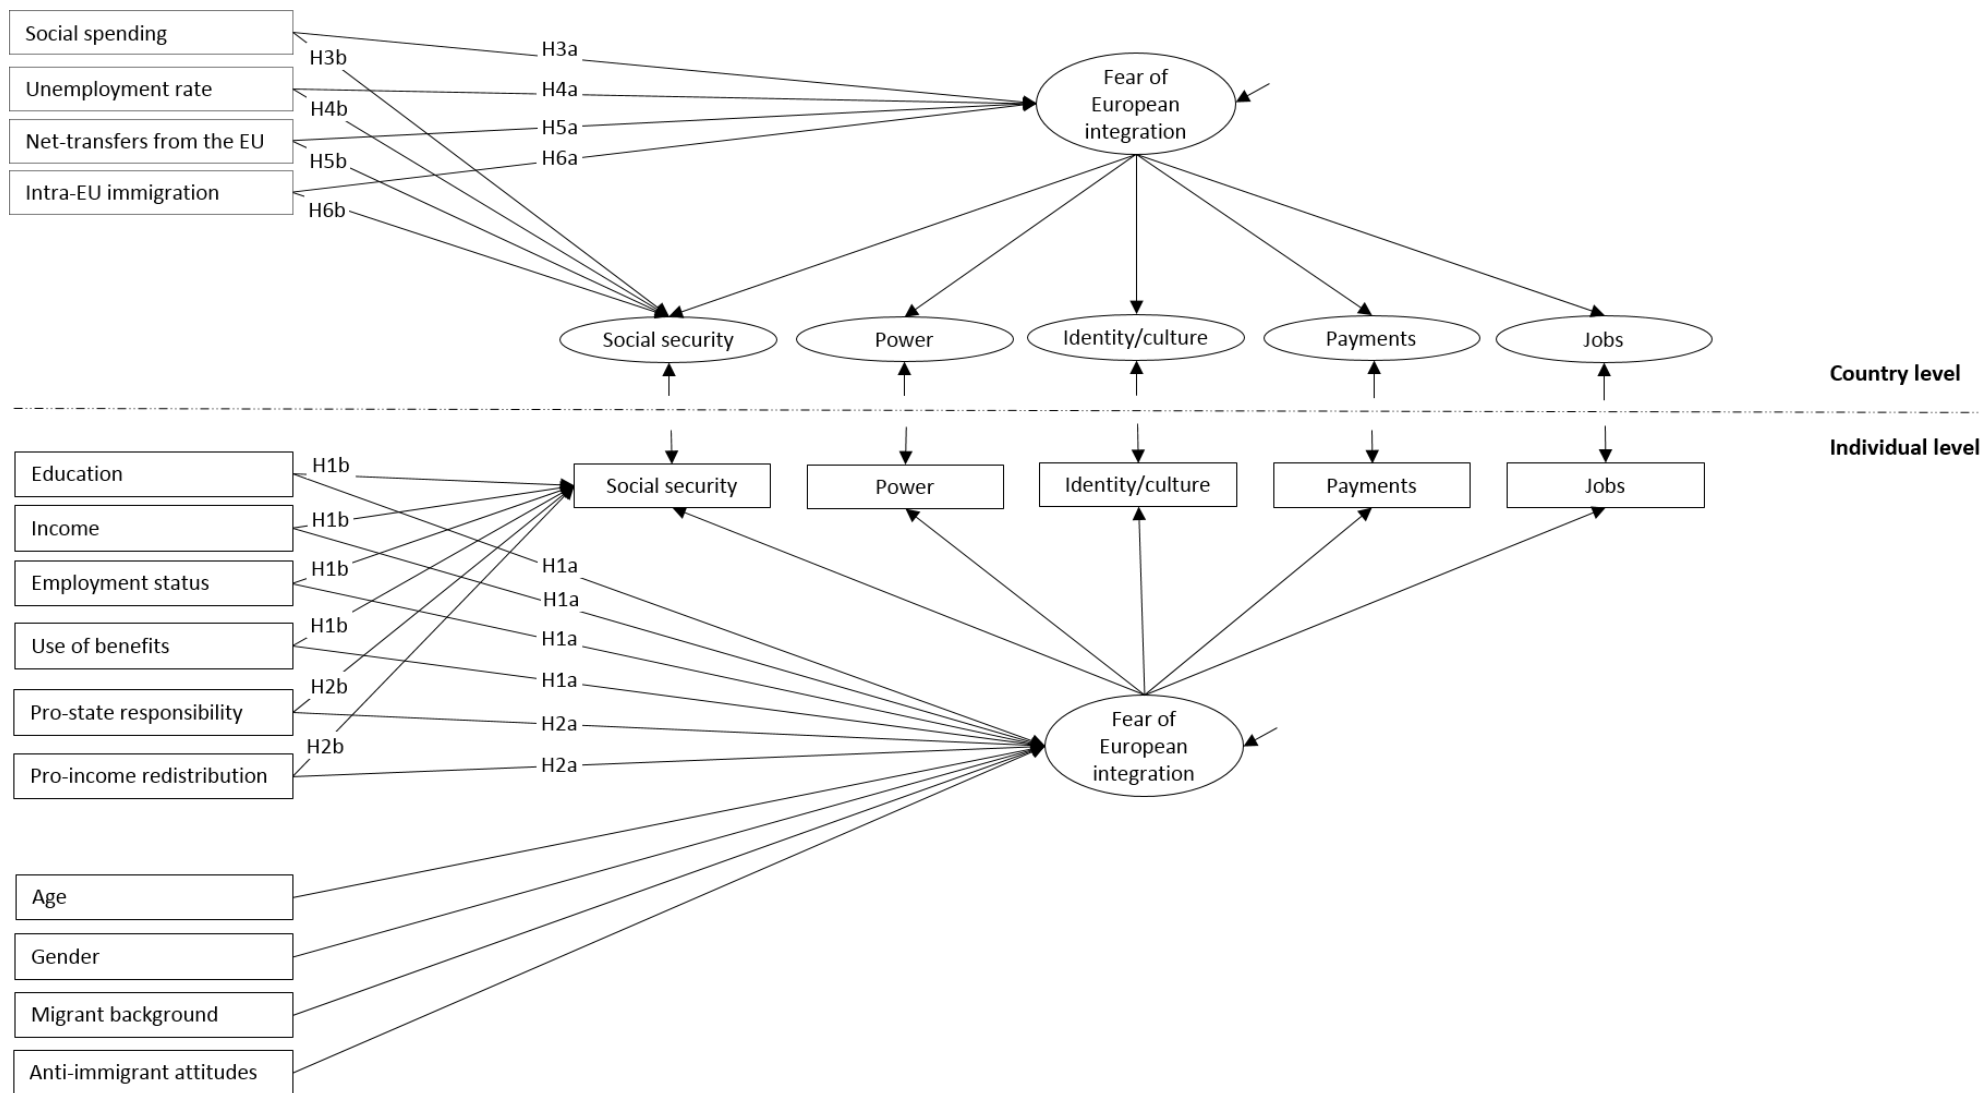 Social spending
H3b
H3a
Unemployment rate
H4b
H4a
Net-transfers from the EU
H5b
H5a
Intra-EU immigration
H6b
H6a
Fear of
European
integration
Social security
Power
Identity/culture
Payments
Jobs
Country level
Individual level
Education
H1b
Income
H1b
Employment status
H1b
Use of benefits
H1b
Pro-state responsibility
H2b
Pro-income redistribution
H2b
H1a
H1a
H1a
H1a
H2a
H2a
Social security
Power
Identity/culture
Payments
Jobs
Fear of
European
integration
Age
Gender
Migrant background
Anti-immigrant attitudes